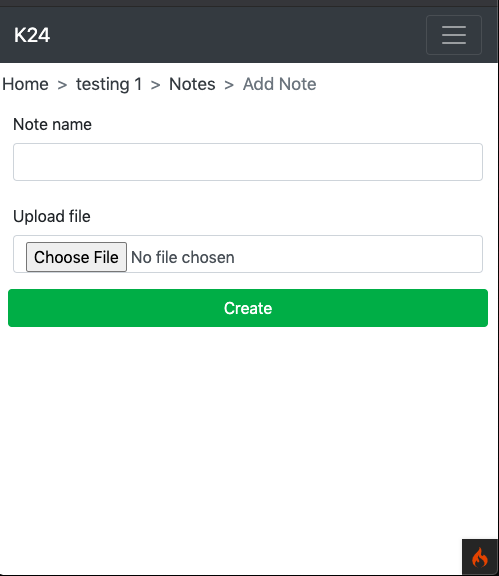 K24
Home > testing 1 > Notes > Add Note
Note name
Upload file
Choose File No file chosen
Create